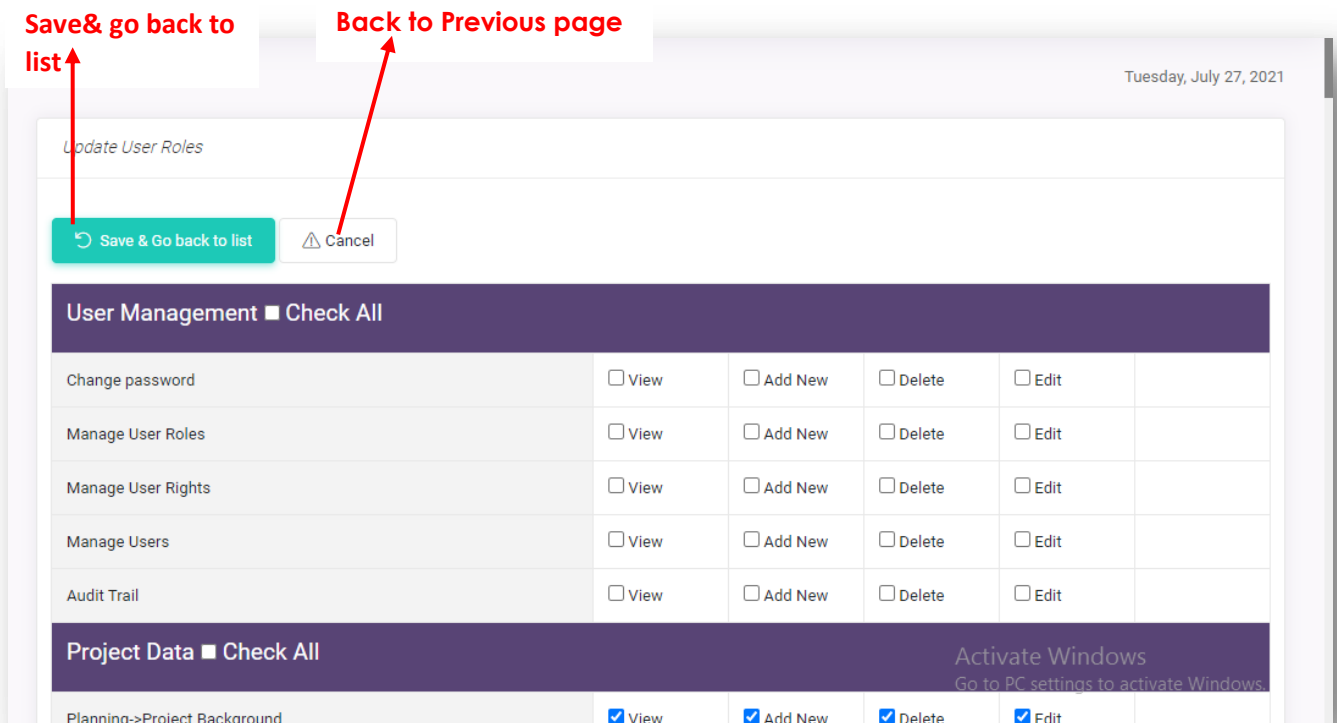 Save& go back to
list
Back to Previous page
Tuesday, July 27, 2021
Update User Roles
Save & Go back to list Cancel
User Management Check All
Change password View Add New Delete Edit
Manage User Roles View Add New Delete Edit
Manage User Rights View Add New Delete Edit
Manage Users View Add New Delete Edit
Audit Trail View Add New Delete Edit
Project Data Check All
Activate Windows
Go to PC settings to activate Windows.
Planning->Project Background View Add New Delete Edit